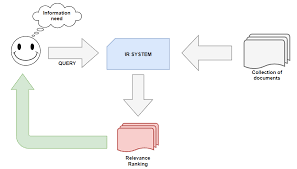 Information
need
QUERY
IR SYSTEM
Collection of
documents
Relevance
Ranking